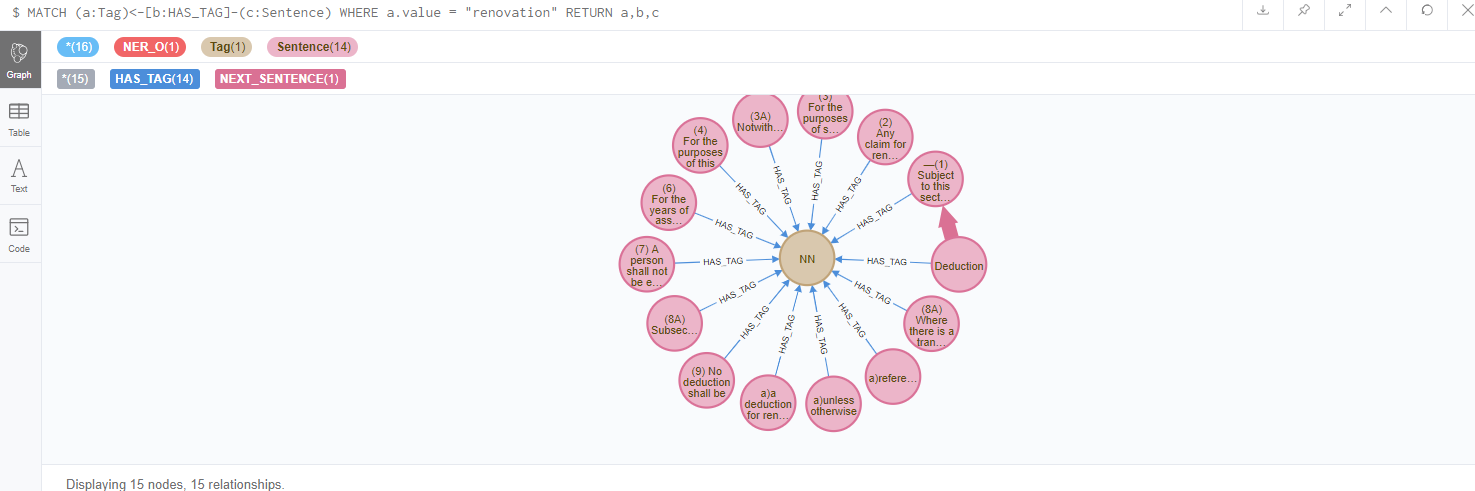 $ MATCH (a:Tag)<-[b:HAS_TAG]-(c:Sentence) WHERE a.value = "renovation" RETURN a,b,c
Graph
Table
Text
Code
*(16)
NER_O(1)
Tag(1)
Sentence(14)
*(15)
HAS_TAG(14)
NEXT_SENTENCE(1)
(3A)
Notwith...
(3)
For the
purposes
of s...
(2)
Any
claim for
ren...
(4)
For the
purposes
of this
—(1)
Subject
to this
sect...
(6)
For the
years of
ass...
(7) A
person
shall not
be e....
NN
Deduction
(8A)
Subsec...
(8A)
Where
there is a
tran...
(9) No
deduction
shall be
a)a
deduction
for ren...
a)unless
otherwise
a)refere...
HAS_TAG
HAS_TAG
HAS_TAG
HAS_TAG
HAS_TAG
HAS_TAG
HAS_TAG
HAS_TAG
HAS_TAG
HAS_TAG
HAS_TAG
HAS_TAG
HAS_TAG
HAS_TAG
Displaying 15 nodes, 15 relationships.